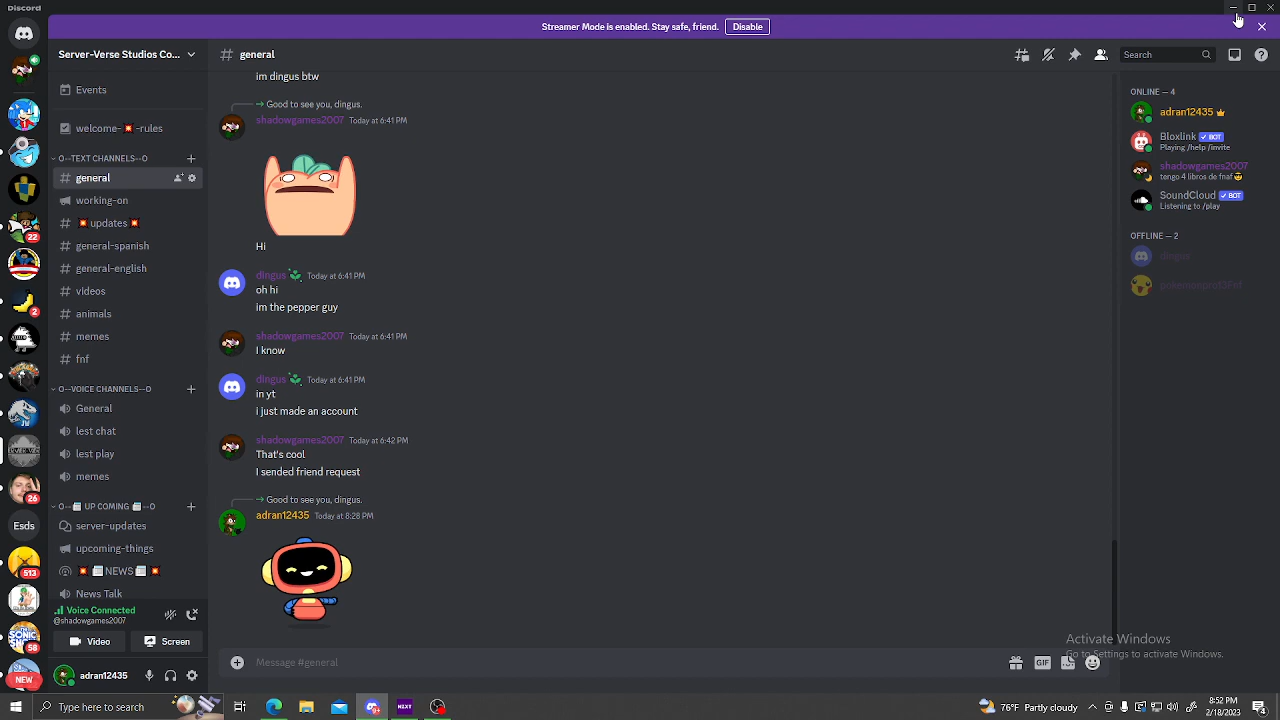 Discord
Streamer Mode is enabled. Stay safe, friend. Disable
Server-Verse Studios Co...
# general
Search
Events
welcome-💥-rules
O--TEXT CHANNELS--O
# general
working-on
# 💥updates💥
# general-spanish
# general-english
# videos
# animals
# memes
# fnf
O--VOICE CHANNELS--O
General
lest chat
lest play
memes
O--📰 UP COMING 📰--O
server-updates
upcoming-things
💥📰NEWS📰💥
News Talk
Voice Connected
@shadowgames2007
Video
Screen
adran12435
22
2
26
Esds
513
58
NEW
im dingus btw
Good to see you, dingus.
shadowgames2007 Today at 6:41 PM
Hi
dingus Today at 6:41 PM
oh hi
im the pepper guy
shadowgames2007 Today at 6:41 PM
I know
dingus Today at 6:41 PM
in yt
i just made an account
shadowgames2007 Today at 6:42 PM
That's cool
I sended friend request
Good to see you, dingus.
adran12435 Today at 8:28 PM
Message #general
GIF
ONLINE — 4
adran12435
Bloxlink ✓ BOT
Playing /help /invite
shadowgames2007
tengo 4 libros de fnaf😎
SoundCloud ✓ BOT
Listening to /play
OFFLINE — 2
dingus
Activate Windows
Go to Settings to activate Windows.
Type here to search
NEXT
76°F Partly cloudy
8:52 PM
2/18/2023